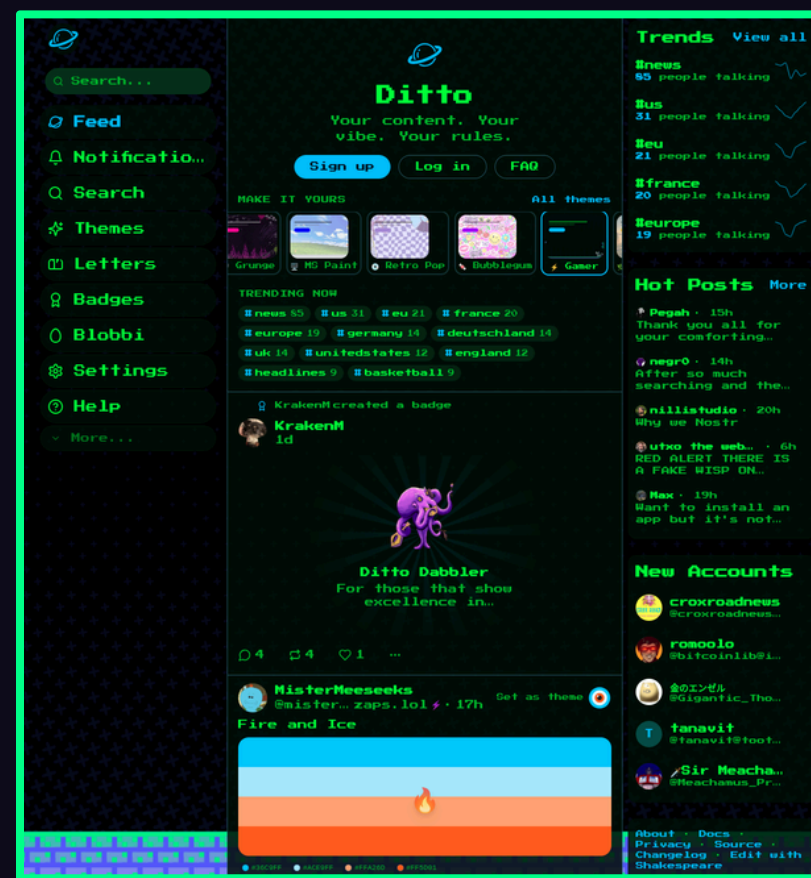 Search...
Feed
Notificatio...
Search
Themes
Letters
Badges
Blobbi
Settings
Help
More...
Ditto
Your content. Your
vibe. Your rules.
Sign up
Log in
FAQ
MAKE IT YOURS
All themes
Grunge
MS Paint
Retro Pop
Bubblegum
Gamer
TRENDING NOW
#news 85 #us 31 #eu 21 #france 20
#europe 19 #germany 14 #deutschland 14
#uk 14 #unitedstates 12 #england 12
#headlines 9 #basketball 9
KrakenM created a badge
KrakenM
1d
Ditto Dabbler
For those that show
excellence in...
4 4 1 ...
MisterMeeseeks
@mister... zaps.lol · 17h
Set as theme
Fire and Ice
#ACE9FF
Trends View all
#news
85 people talking
#us
31 people talking
#eu
21 people talking
#france
20 people talking
#europe
19 people talking
Hot Posts More
Pegah · 15h
Thank you all for
your comforting...
negr0 · 14h
After so much
searching and the...
nillistudio · 20h
Why we Nostr
utxo the web... · 6h
RED ALERT THERE IS
A FAKE WISP ON...
Max · 19h
Want to install an
app but it's not...
New Accounts
croxroadnews
@croxroadnews...
romoolo
@bitcoinlib@i...
金のエンゼル
@Gigantic_Tho...
T
tanavit
@tanavit@toot...
Sir Meacha...
@Meachamus_Pr...
About · Docs ·
Privacy · Source ·
Changelog · Edit with
Shakespeare